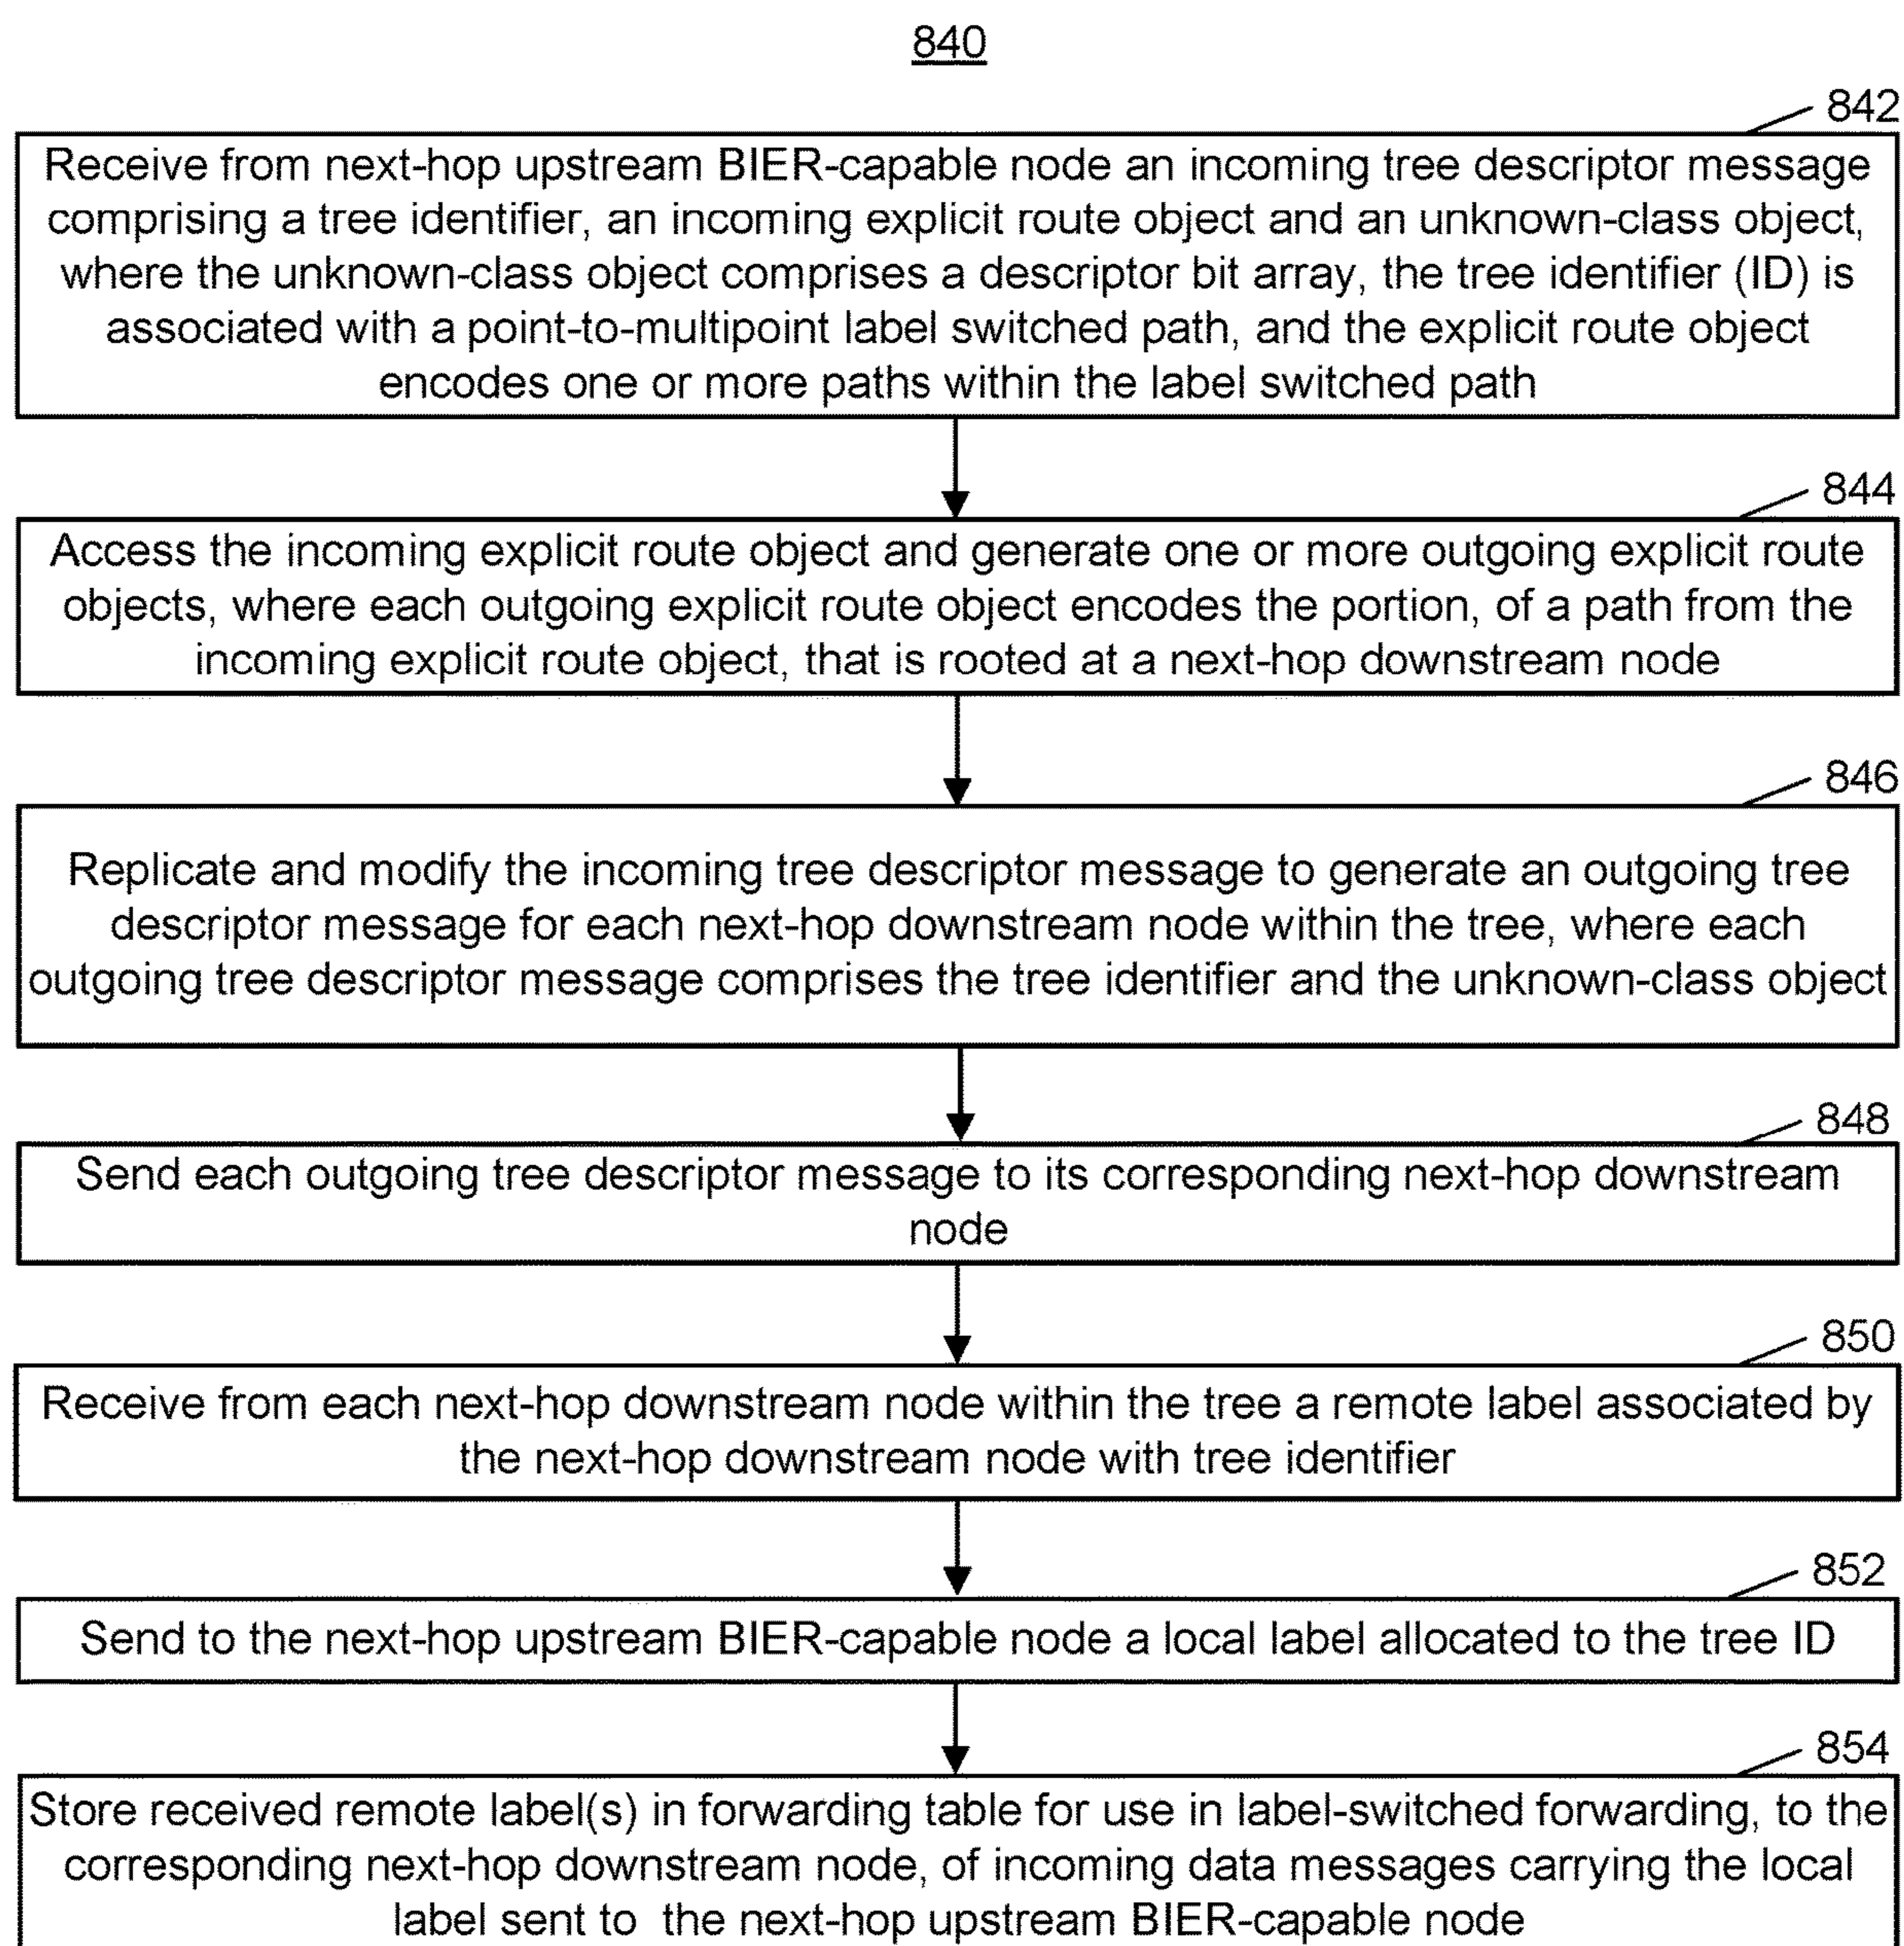 840
842
Receive from next-hop upstream BIER-capable node an incoming tree descriptor message
comprising a tree identifier, an incoming explicit route object and an unknown-class object,
where the unknown-class object comprises a descriptor bit array, the tree identifier (ID) is
associated with a point-to-multipoint label switched path, and the explicit route object
encodes one or more paths within the label switched path
844
Access the incoming explicit route object and generate one or more outgoing explicit route
objects, where each outgoing explicit route object encodes the portion, of a path from the
incoming explicit route object, that is rooted at a next-hop downstream node
846
Replicate and modify the incoming tree descriptor message to generate an outgoing tree
descriptor message for each next-hop downstream node within the tree, where each
outgoing tree descriptor message comprises the tree identifier and the unknown-class object
848
Send each outgoing tree descriptor message to its corresponding next-hop downstream
node
850
Receive from each next-hop downstream node within the tree a remote label associated by
the next-hop downstream node with tree identifier
852
Send to the next-hop upstream BIER-capable node a local label allocated to the tree ID
854
Store received remote label(s) in forwarding table for use in label-switched forwarding, to the
corresponding next-hop downstream node, of incoming data messages carrying the local
label sent to the next-hop upstream BIER-capable node